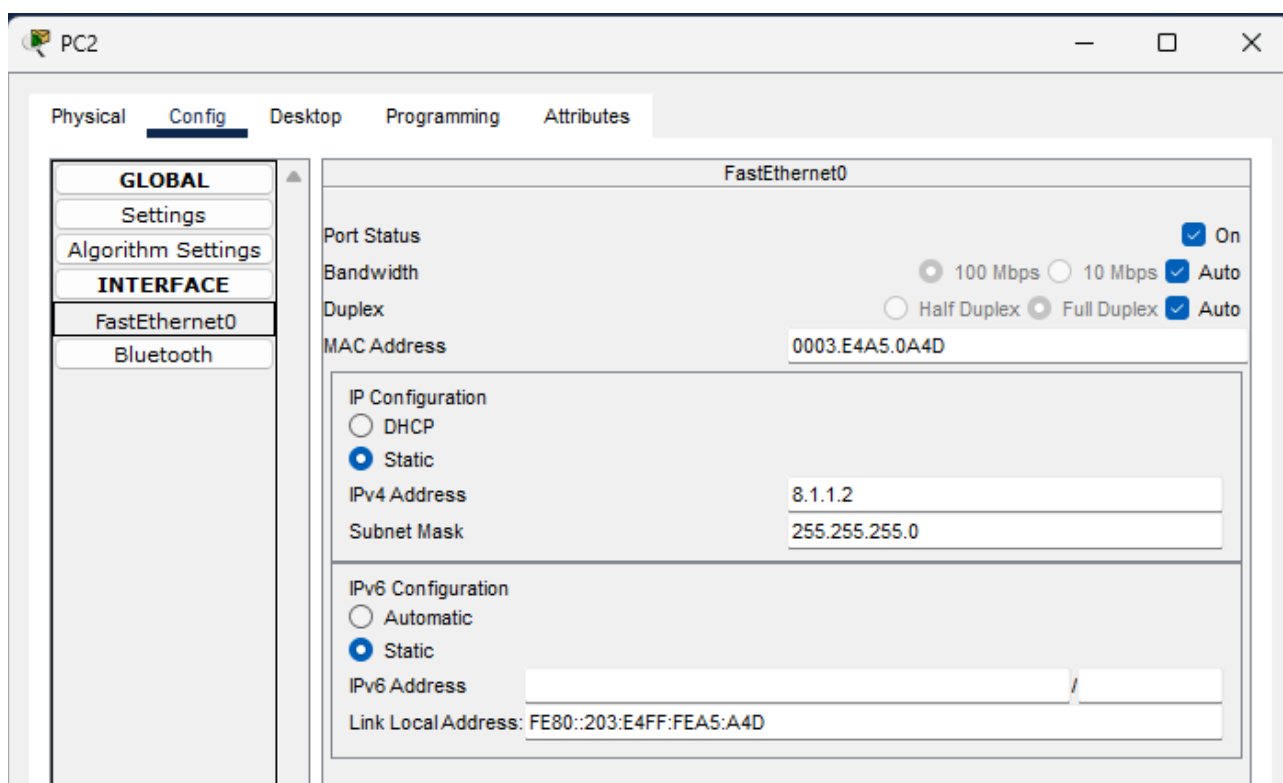 PC2
Physical Config Desktop Programming Attributes
GLOBAL
Settings
Algorithm Settings
INTERFACE
FastEthernet0
Bluetooth
FastEthernet0
Port Status On
Bandwidth 100 Mbps 10 Mbps Auto
Duplex Half Duplex Full Duplex Auto
MAC Address 0003.E4A5.0A4D
IP Configuration
DHCP
Static
IPv4 Address 8.1.1.2
Subnet Mask 255.255.255.0
IPv6 Configuration
Automatic
Static
IPv6 Address /
Link Local Address: FE80::203:E4FF:FEA5:A4D